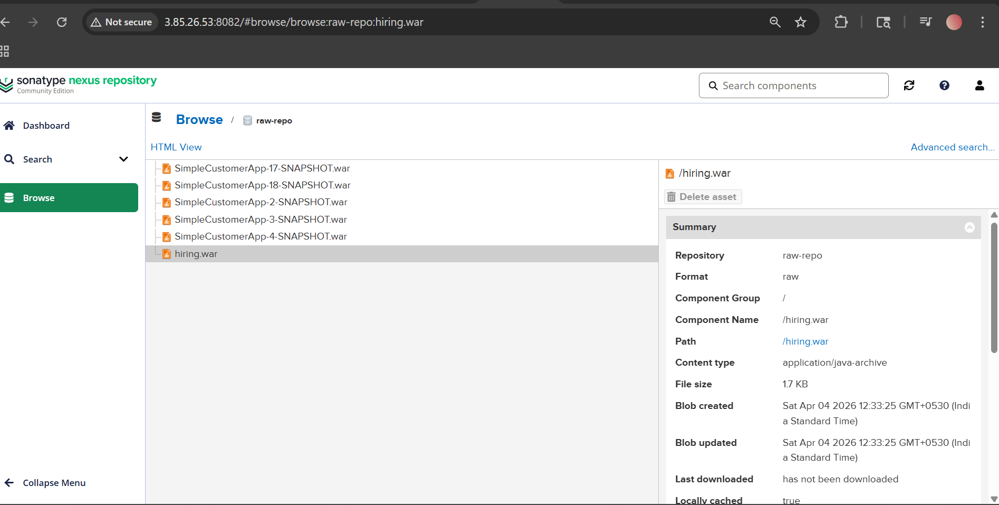 Not secure 3.85.26.53:8082/#browse/browse:raw-repo:hiring.war
sonatype nexus repository
Community Edition
Search components
Dashboard
Search
Browse
Collapse Menu
Browse / raw-repo
HTML View
Advanced search...
SimpleCustomerApp-17-SNAPSHOT.war
SimpleCustomerApp-18-SNAPSHOT.war
SimpleCustomerApp-2-SNAPSHOT.war
SimpleCustomerApp-3-SNAPSHOT.war
SimpleCustomerApp-4-SNAPSHOT.war
hiring.war
/hiring.war
Delete asset
Summary
Repository raw-repo
Format raw
Component Group /
Component Name /hiring.war
Path /hiring.war
Content type application/java-archive
File size 1.7 KB
Blob created Sat Apr 04 2026 12:33:25 GMT+0530 (Indi
a Standard Time)
Blob updated Sat Apr 04 2026 12:33:25 GMT+0530 (Indi
a Standard Time)
Last downloaded has not been downloaded
Locally cached true